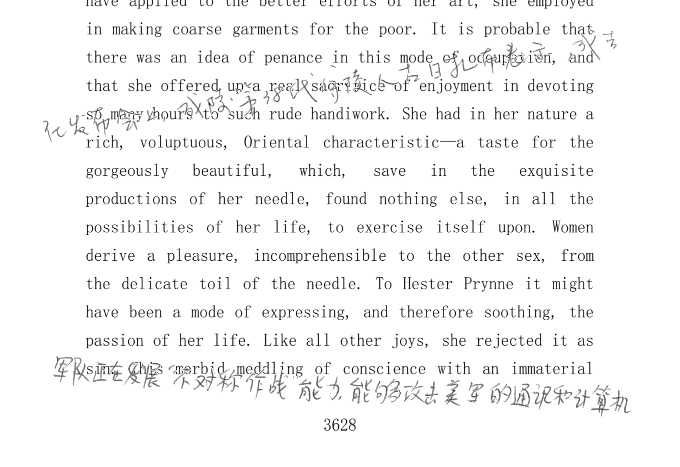 have applied to the better efforts of her art, she employed
in making coarse garments for the poor. It is probable that
there was an idea of penance in this mode of occupation, and
that she offered up a real sacrifice of enjoyment in devoting
so many hours to such rude handiwork. She had in her nature a
化发布会上
rich, voluptuous, Oriental characteristic—a taste for the
gorgeously beautiful, which, save in the exquisite
productions of her needle, found nothing else, in all the
possibilities of her life, to exercise itself upon. Women
derive a pleasure, incomprehensible to the other sex, from
the delicate toil of the needle. To Hester Prynne it might
have been a mode of expressing, and therefore soothing, the
passion of her life. Like all other joys, she rejected it as
sin. This morbid meddling of conscience with an immaterial
军队正在发展"不对称作战"能力,能够攻击美军的通讯和计算机
3628